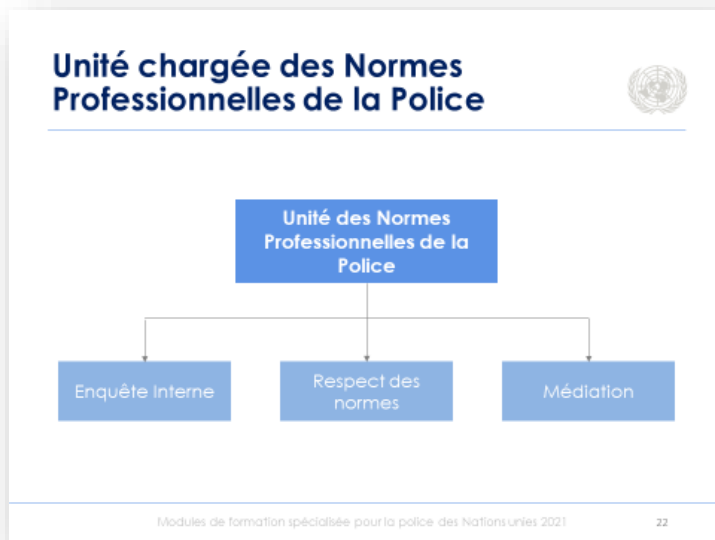 Unité chargée des Normes
Professionnelles de la Police
Unité des Normes
Professionnelles de la
Police
Enquête Interne
Respect des
normes
Médiation
Modules de formation spécialisée pour la police des Nations unies 2021
22